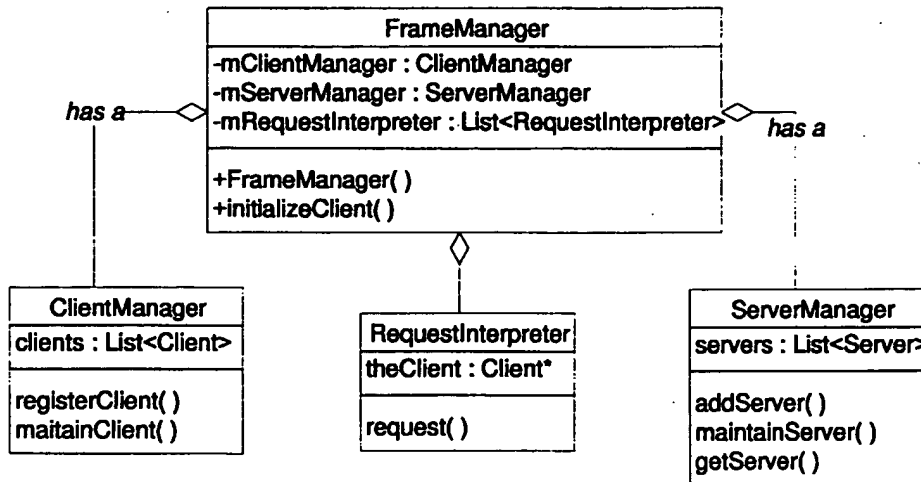 FrameManager
-mClientManager : ClientManager
-mServerManager : ServerManager
-mRequestInterpreter : List<RequestInterpreter>
+FrameManager( )
+initializeClient( )
has a
has a
ClientManager
clients : List<Client>
registerClient( )
maitainClient( )
RequestInterpreter
theClient : Client*
request( )
ServerManager
servers : List<Server>
addServer( )
maintainServer( )
getServer( )